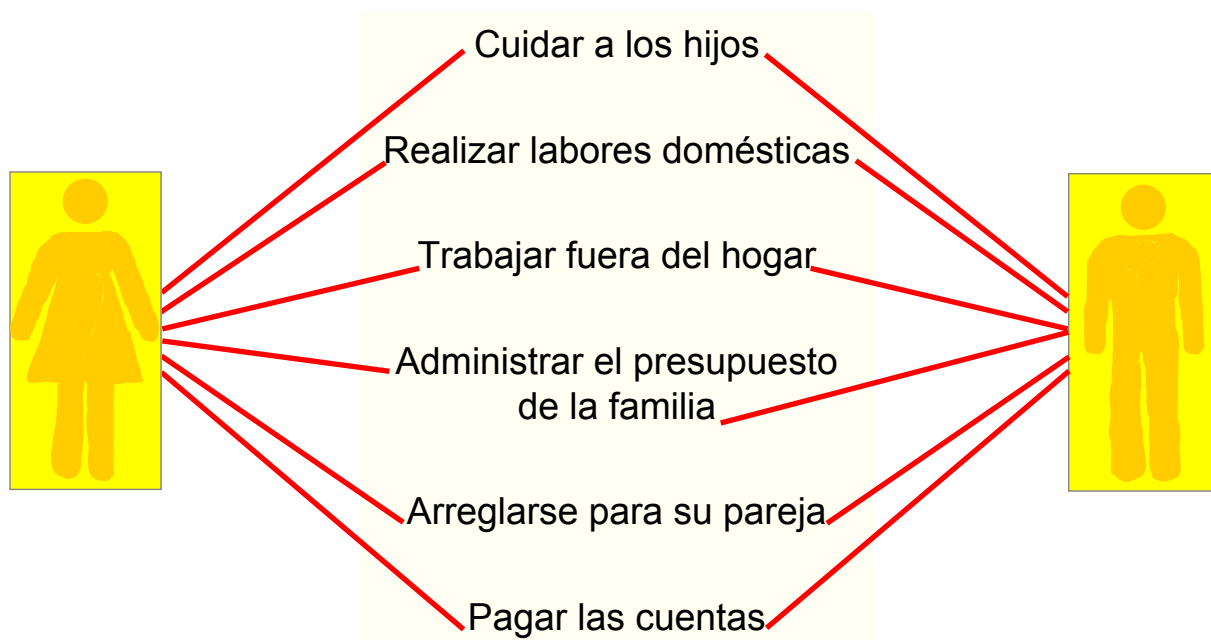 Cuidar a los hijos
Realizar labores domésticas
Trabajar fuera del hogar
Administrar el presupuesto
de la familia
Arreglarse para su pareja
Pagar las cuentas